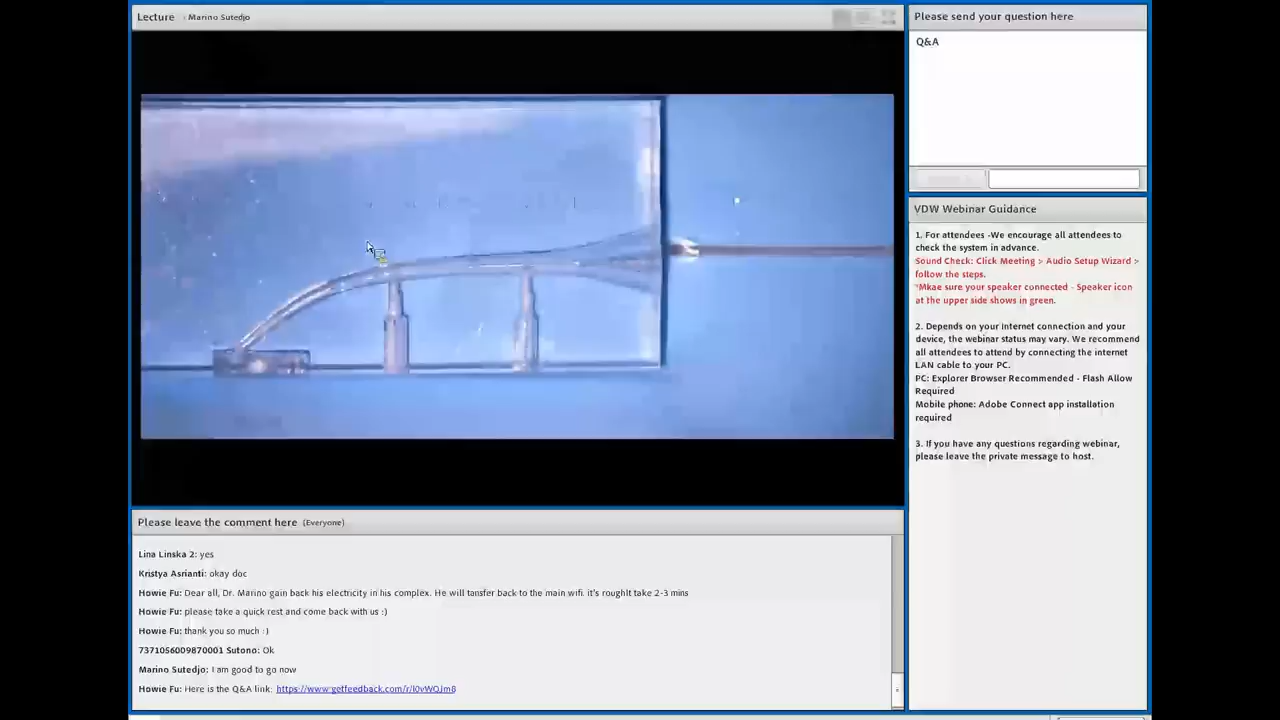 Lecture - Marino Sutedjo
Please send your question here
Q&A
VDW Webinar Guidance
1. For attendees -We encourage all attendees to
check the system in advance.
Sound Check: Click Meeting > Audio Setup Wizard >
follow the steps.
*Mkae sure your speaker connected - Speaker icon
at the upper side shows in green.
2. Depends on your internet connection and your
device, the webinar status may vary. We recommend
all attendees to attend by connecting the internet
LAN cable to your PC.
PC: Explorer Browser Recommended - Flash Allow
Required
Mobile phone: Adobe Connect app installation
required
3. If you have any questions regarding webinar,
please leave the private message to host.
Please leave the comment here (Everyone)
Lina Linska 2: yes
Kristya Asrianti: okay doc
Howie Fu: Dear all, Dr. Marino gain back his electricity in his complex. He will tansfer back to the main wifi. it's roughlt take 2-3 mins
Howie Fu: please take a quick rest and come back with us :)
Howie Fu: thank you so much :)
7371056009870001 Sutono: Ok
Marino Sutedjo: I am good to go now
Howie Fu: Here is the Q&A link: